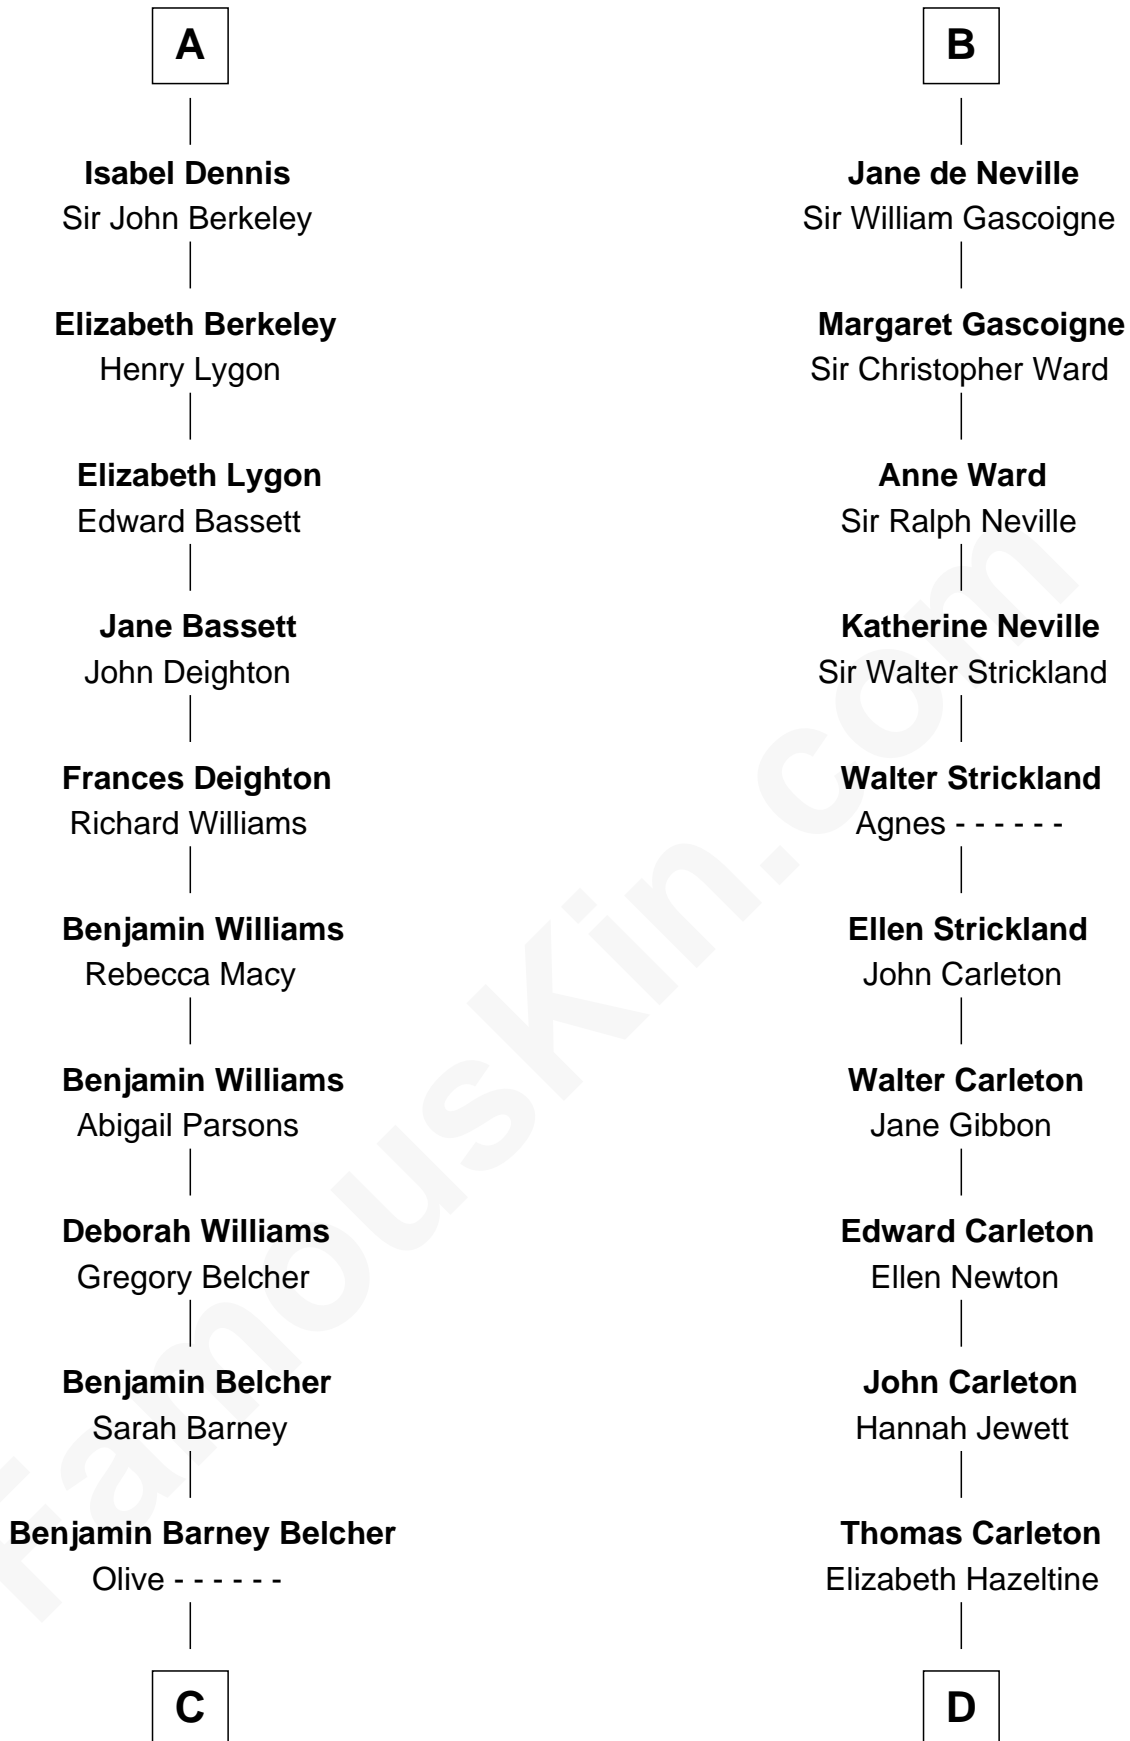 A
Isabel Dennis
Sir John Berkeley
Elizabeth Berkeley
Henry Lygon
Elizabeth Lygon
Edward Bassett
Jane Bassett
John Deighton
Frances Deighton
Richard Williams
Benjamin Williams
Rebecca Macy
Benjamin Williams
Abigail Parsons
Deborah Williams
Gregory Belcher
Benjamin Belcher
Sarah Barney
Benjamin Barney Belcher
Olive - - - - - -
C
B
Jane de Neville
Sir William Gascoigne
Margaret Gascoigne
Sir Christopher Ward
Anne Ward
Sir Ralph Neville
Katherine Neville
Sir Walter Strickland
Walter Strickland
Agnes - - - - - -
Ellen Strickland
John Carleton
Walter Carleton
Jane Gibbon
Edward Carleton
Ellen Newton
John Carleton
Hannah Jewett
Thomas Carleton
Elizabeth Hazeltine
D
FamousKin.com